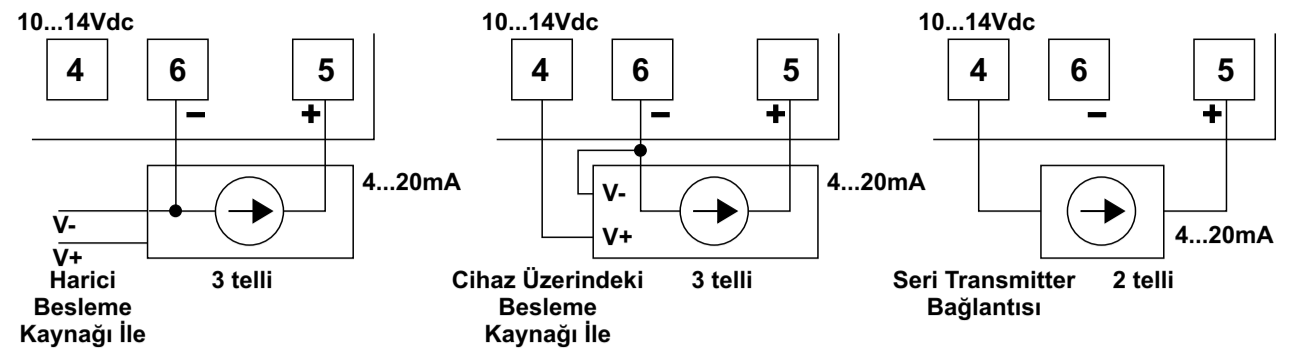 10...14Vdc
4 6 5
− +
4...20mA
V-
V+
Harici
Besleme
Kaynağı İle
3 telli
10...14Vdc
4 6 5
− +
4...20mA
V-
V+
Cihaz Üzerindeki
Besleme
Kaynağı İle
3 telli
10...14Vdc
4 6 5
− +
4...20mA
Seri Transmitter
Bağlantısı
2 telli